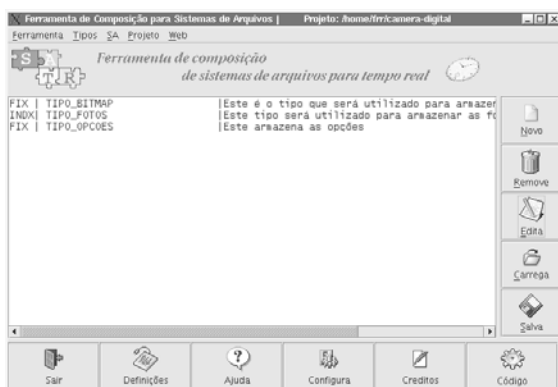 Ferramenta de Composição para Sistemas de Arquivos | Projeto: /home/frr/camera-digital
Ferramenta Tipos SA Projeto Web
SA
TR
Ferramenta de composição
de sistemas de arquivos para tempo real
FIX | TIPO_BITMAP |Este é o tipo que será utilizado para armazer
INDX| TIPO_FOTOS |Este tipo será utilizado para armazenar as fo
FIX | TIPO_OPCOES |Este armazena as opções
Novo
Remove
Edita
Carrega
Salva
Sair
Definições
Ajuda
Configura
Creditos
Código